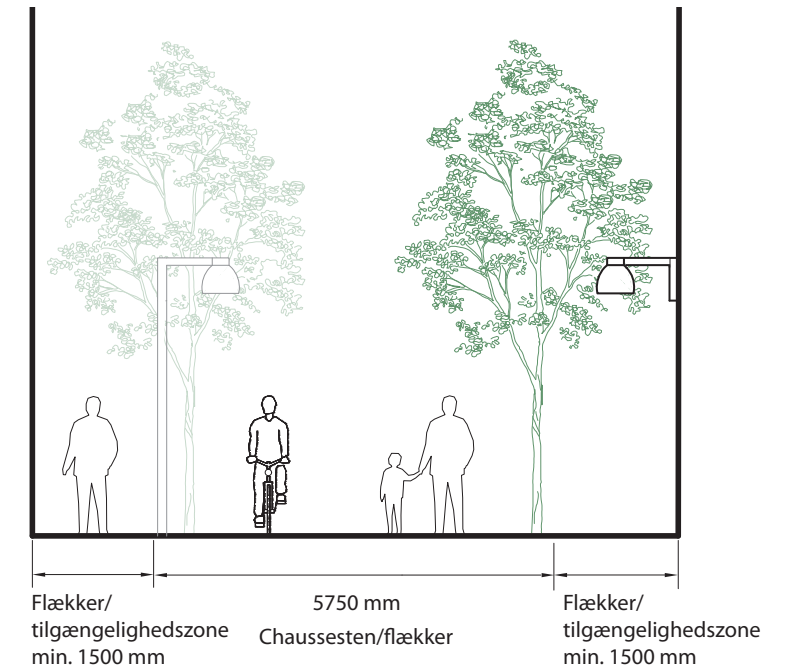 Flækker/
tilgængelighedszone
min. 1500 mm
5750 mm
Chaussesten/flækker
Flækker/
tilgængelighedszone
min. 1500 mm